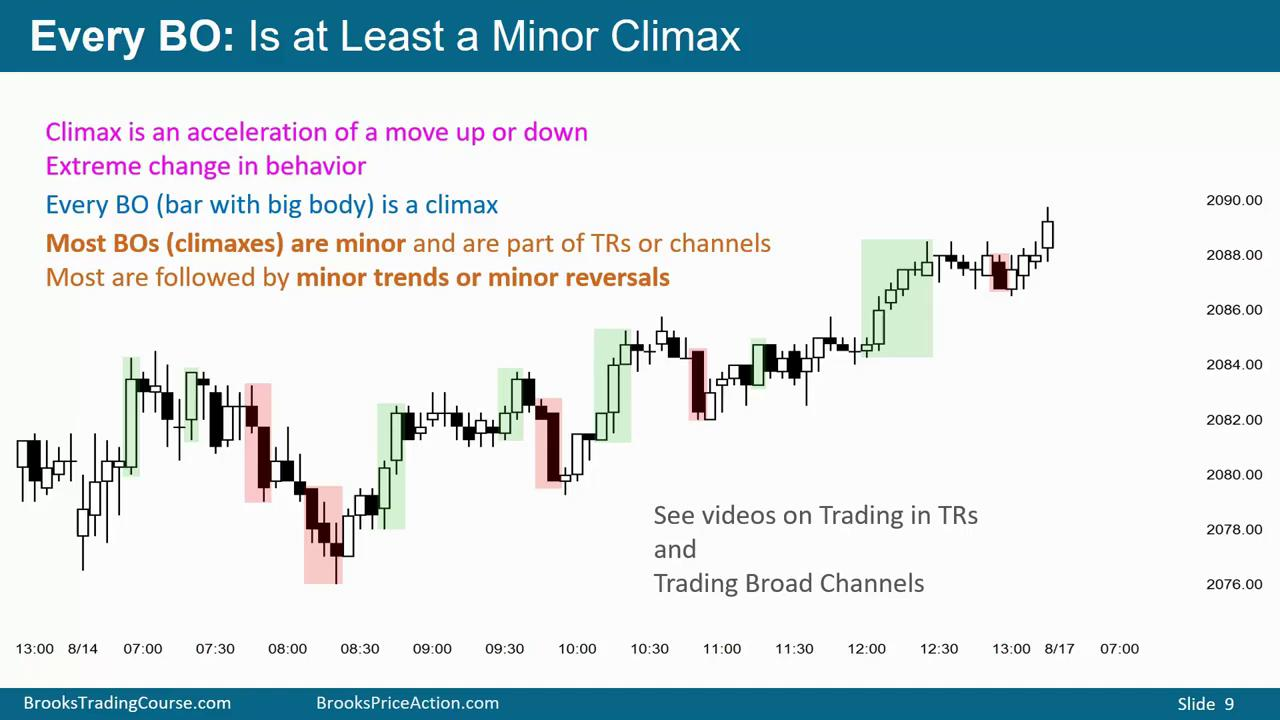 Every BO: Is at Least a Minor Climax
Climax is an acceleration of a move up or down
Extreme change in behavior
Every BO (bar with big body) is a climax
Most BOs (climaxes) are minor and are part of TRs or channels
Most are followed by minor trends or minor reversals
2090.00
2088.00
2086.00
2084.00
2082.00
2080.00
2078.00
2076.00
See videos on Trading in TRs
and
Trading Broad Channels
13:00 8/14 07:00 07:30 08:00 08:30 09:00 09:30 10:00 10:30 11:00 11:30 12:00 12:30 13:00 8/17 07:00
BrooksTradingCourse.com BrooksPriceAction.com Slide 9